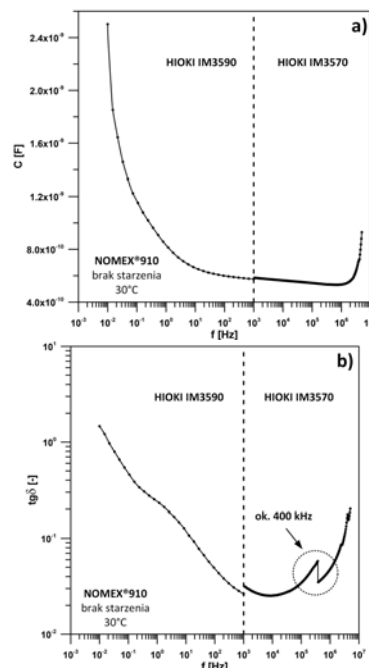 a)
2.4x10⁻⁹
2.0x10⁻⁹
1.6x10⁻⁹
1.2x10⁻⁹
8.0x10⁻¹⁰
4.0x10⁻¹⁰
C [F]
HIOKI IM3590
HIOKI IM3570
NOMEX®910
brak starzenia
30°C
10⁻³ 10⁻² 10⁻¹ 10⁰ 10¹ 10² 10³ 10⁴ 10⁵ 10⁶ 10⁷
f [Hz]
b)
10¹
10⁰
10⁻¹
10⁻²
tgδ [-]
HIOKI IM3590
HIOKI IM3570
ok. 400 kHz
NOMEX®910
brak starzenia
30°C
10⁻³ 10⁻² 10⁻¹ 10⁰ 10¹ 10² 10³ 10⁴ 10⁵ 10⁶ 10⁷
f [Hz]